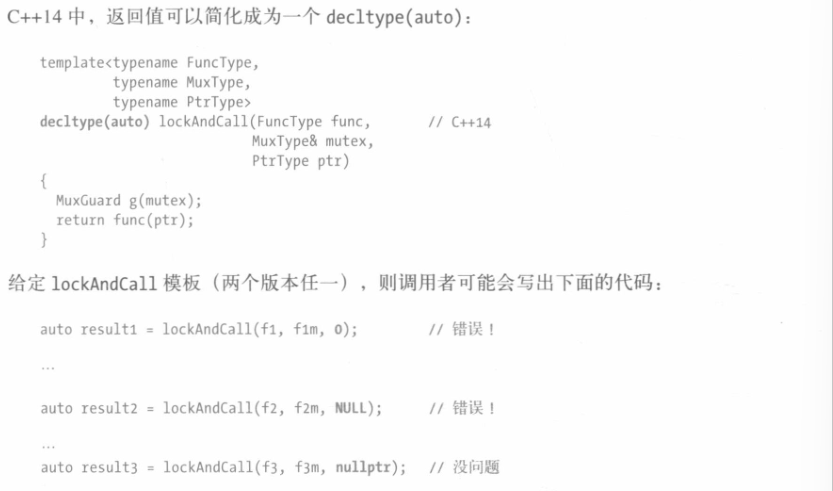 C++14 中，返回值可以简化成为一个 decltype(auto)：
template<typename FuncType,
typename MuxType,
typename PtrType>
decltype(auto) lockAndCall(FuncType func, // C++14
MuxType& mutex,
PtrType ptr)
{
MuxGuard g(mutex);
return func(ptr);
}
给定 lockAndCall 模板（两个版本任一），则调用者可能会写出下面的代码：
auto result1 = lockAndCall(f1, f1m, 0); // 错误！
...
auto result2 = lockAndCall(f2, f2m, NULL); // 错误！
...
auto result3 = lockAndCall(f3, f3m, nullptr); // 没问题